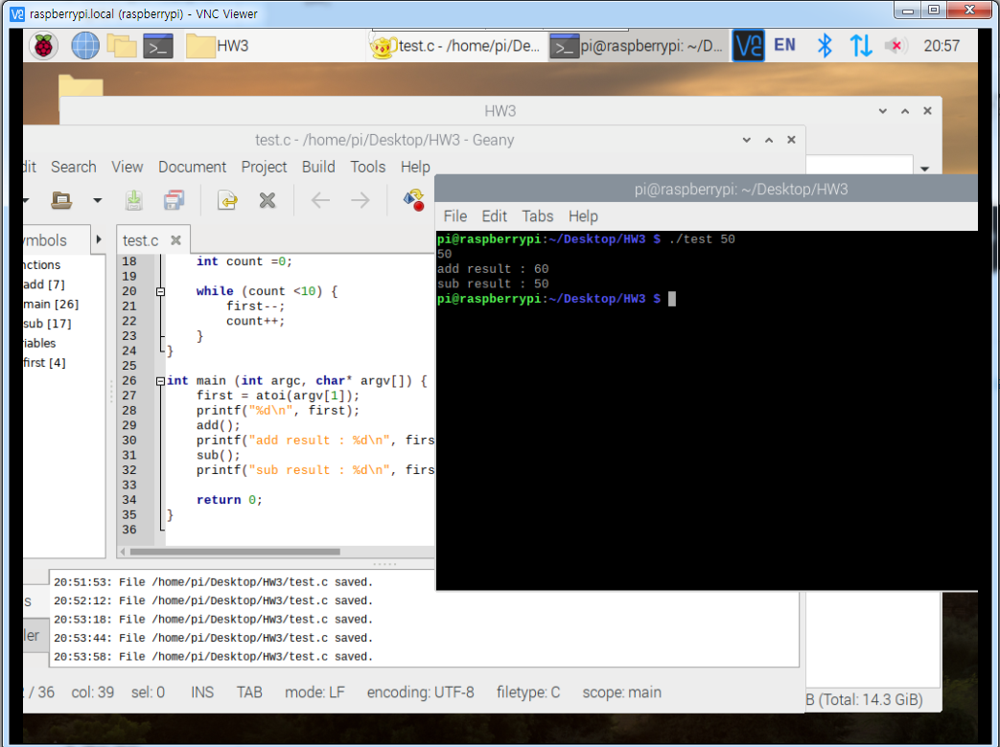 raspberrypi.local (raspberrypi) - VNC Viewer
HW3
test.c - /home/pi/De...
pi@raspberrypi: ~/D...
EN
20:57
HW3
test.c - /home/pi/Desktop/HW3 - Geany
dit Search View Document Project Build Tools Help
ymbols
test.c
nctions
add [7]
main [26]
sub [17]
riables
first [4]
18 int count =0;
19
20 while (count <10) {
21 first--;
22 count++;
23 }
24 }
25
26 int main (int argc, char* argv[]) {
27 first = atoi(argv[1]);
28 printf("%d\n", first);
29 add();
30 printf("add result : %d\n", firs
31 sub();
32 printf("sub result : %d\n", firs
33
34 return 0;
35 }
36
pi@raspberrypi: ~/Desktop/HW3
File Edit Tabs Help
pi@raspberrypi:~/Desktop/HW3 $ ./test 50
50
add result : 60
sub result : 50
pi@raspberrypi:~/Desktop/HW3 $
s
ler
20:51:53: File /home/pi/Desktop/HW3/test.c saved.
20:52:12: File /home/pi/Desktop/HW3/test.c saved.
20:53:18: File /home/pi/Desktop/HW3/test.c saved.
20:53:44: File /home/pi/Desktop/HW3/test.c saved.
20:53:58: File /home/pi/Desktop/HW3/test.c saved.
/ 36 col: 39 sel: 0 INS TAB mode: LF encoding: UTF-8 filetype: C scope: main
B (Total: 14.3 GiB)